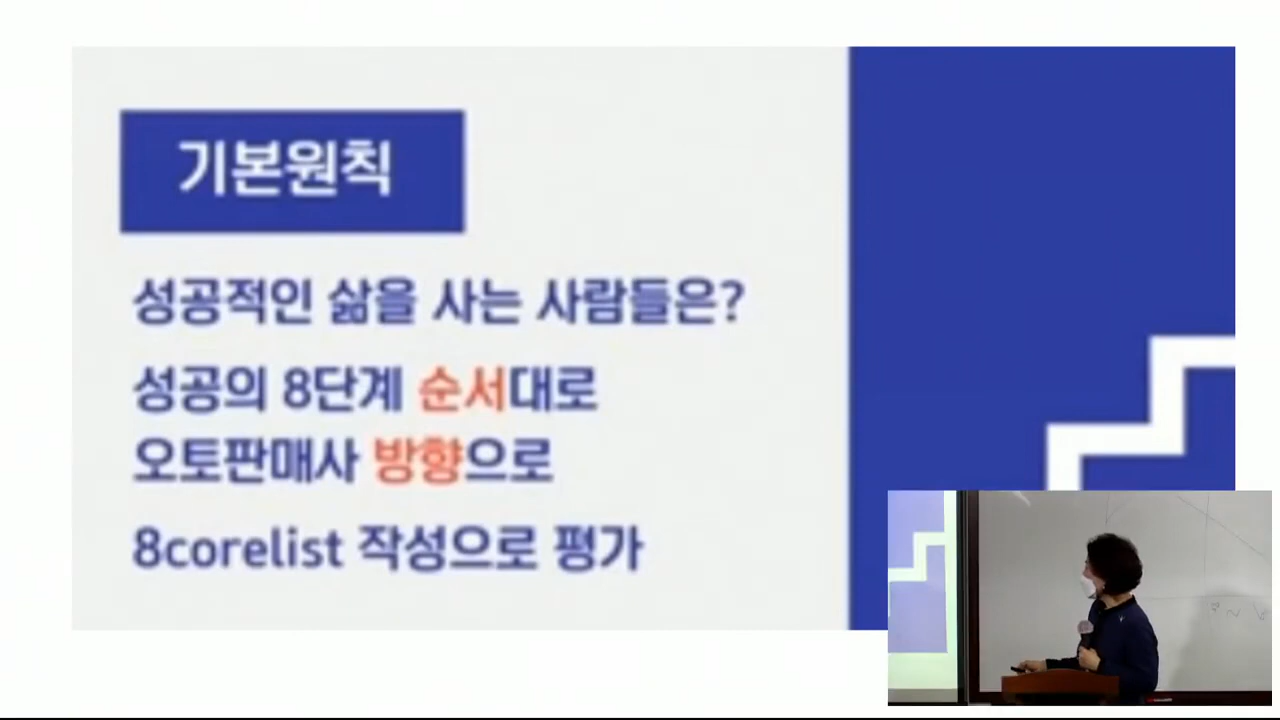 기본원칙
성공적인 삶을 사는 사람들은?
성공의 8단계 순서대로
오토판매사 방향으로
8corelist 작성으로 평가